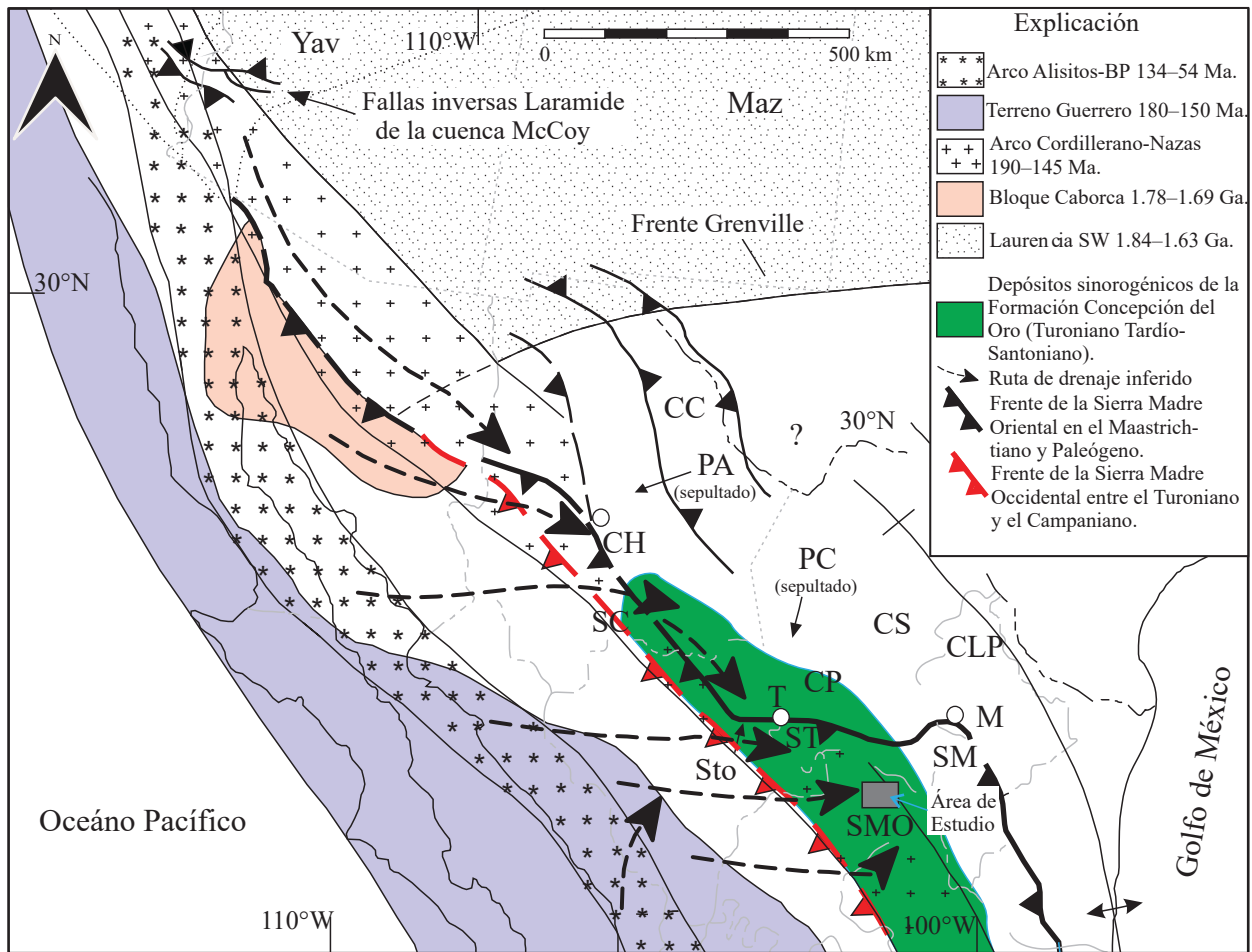 Yav
110°W
0
500 km
Fallas inversas Laramide
de la cuenca McCoy
Maz
N
Frente Grenville
30°N
CC
?
30°N
PA
(sepultado)
CH
PC
(sepultado)
SC
CS
CLP
CP
T
ST
M
SM
Sto
Área de
Estudio
SMO
Oceáno Pacífico
Golfo de México
110°W
100°W
Explicación
Arco Alisitos-BP 134–54 Ma.
Terreno Guerrero 180–150 Ma.
Arco Cordillerano-Nazas
190–145 Ma.
Bloque Caborca 1.78–1.69 Ga.
Laurencia SW 1.84–1.63 Ga.
Depósitos sinorogénicos de la
Formación Concepción del
Oro (Turoniano Tardío-
Santoniano).
Ruta de drenaje inferido
Frente de la Sierra Madre
Oriental en el Maastrich-
tiano y Paleógeno.
Frente de la Sierra Madre
Occidental entre el Turoniano
y el Campaniano.